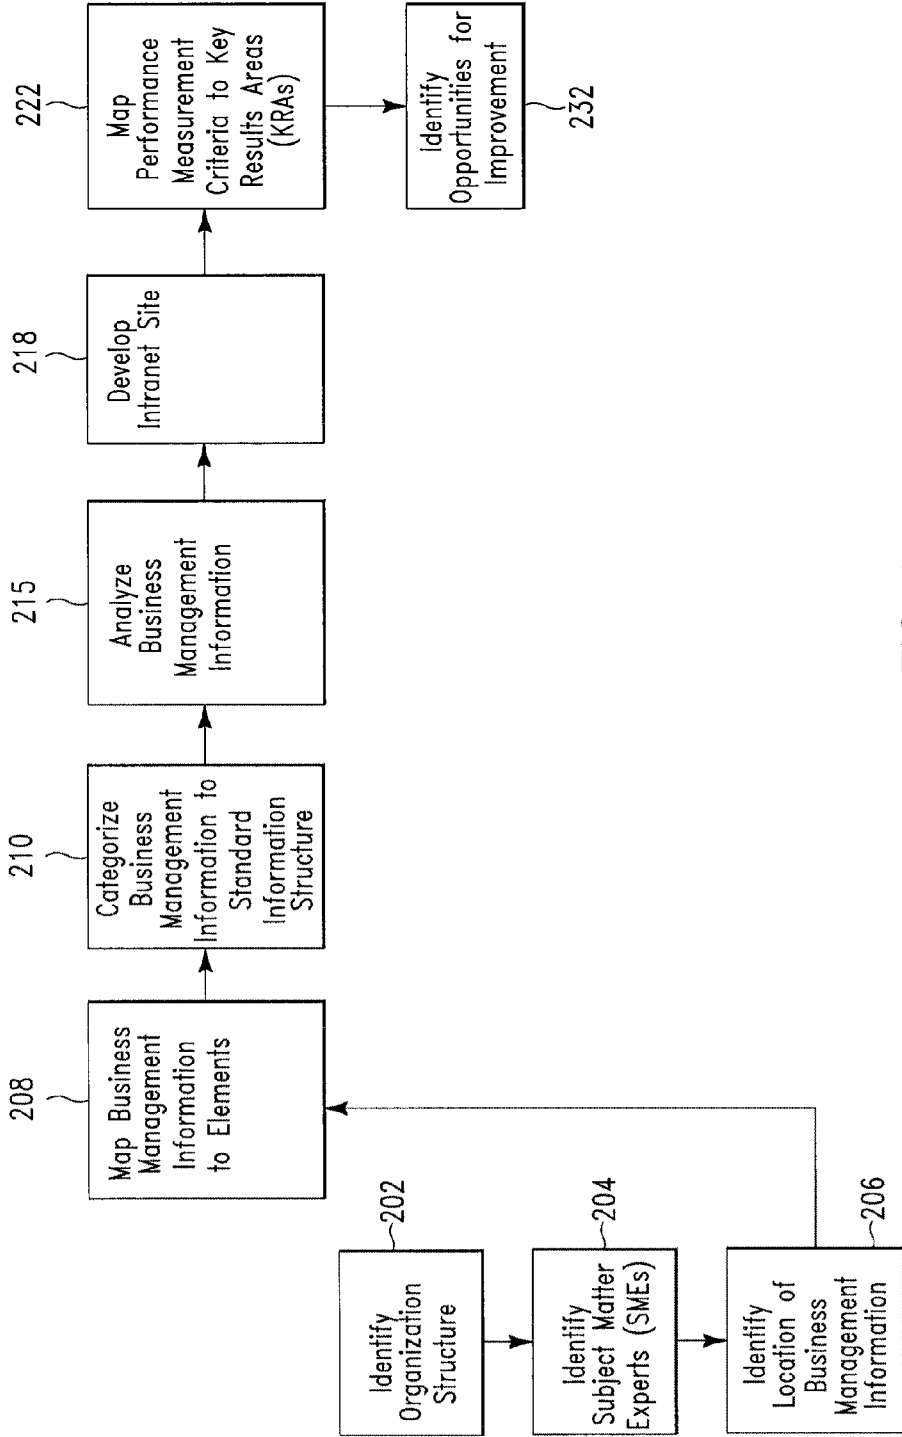 202
Identify
Organization
Structure
204
Identify
Subject Matter
Experts (SMEs)
206
Identify
Location of
Business
Management
Information
208
Map Business
Management
Information
to Elements
210
Categorize
Business
Management
Information to
Standard
Information
Structure
215
Analyze
Business
Management
Information
218
Develop
Intranet Site
222
Map
Performance
Measurement
Criteria to Key
Results Areas
(KRAs)
Identify
Opportunities for
Improvement
232